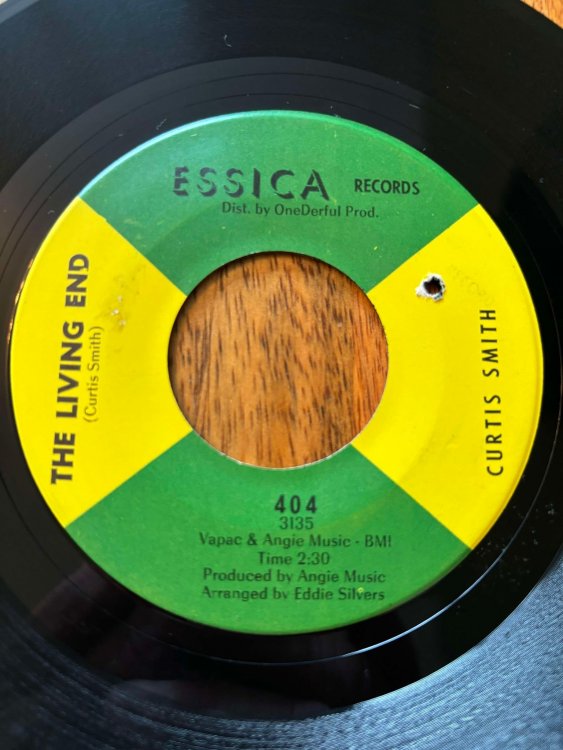 ESSICA RECORDS
Dist. by OneDerful Prod.
THE LIVING END
(Curtis Smith)
CURTIS SMITH
404
3135
Vapac & Angie Music - BMI
Time 2:30
Produced by Angie Music
Arranged by Eddie Silvers